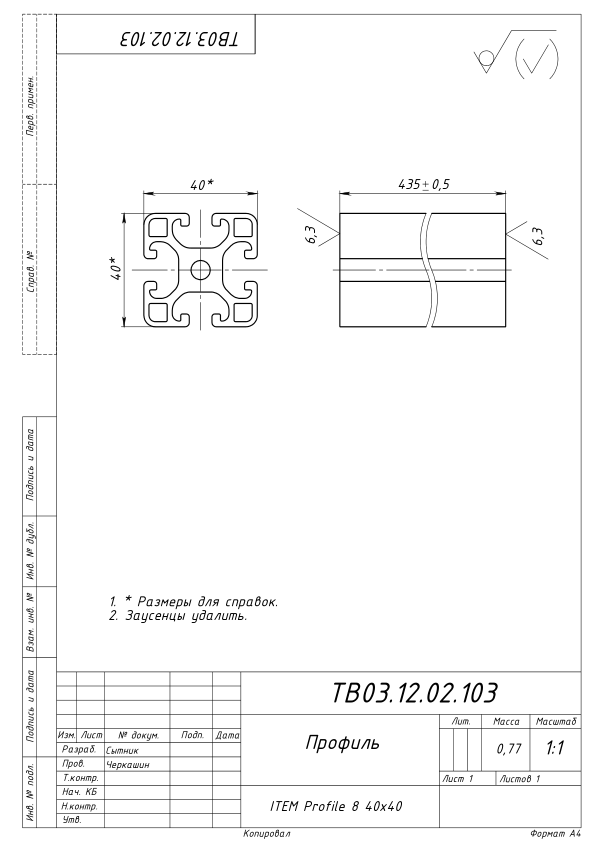 ТВ03.12.02.103
Перв. примен.
Справ. №
Подпись и дата
Инв. № дубл.
Взам. инв. №
Подпись и дата
Инв. № подл.
40*
40*
435±0,5
6,3
6,3
1. * Размеры для справок.
2. Заусенцы удалить.
ТВ03.12.02.103
Изм. Лист № докум. Подп. Дата
Разраб. Сытник
Пров. Черкашин
Т.контр.
Нач. КБ
Н.контр.
Утв.
Профиль
Лит. Масса Масштаб
0,77 1:1
Лист 1 Листов 1
ITEM Profile 8 40x40
Копировал Формат А4